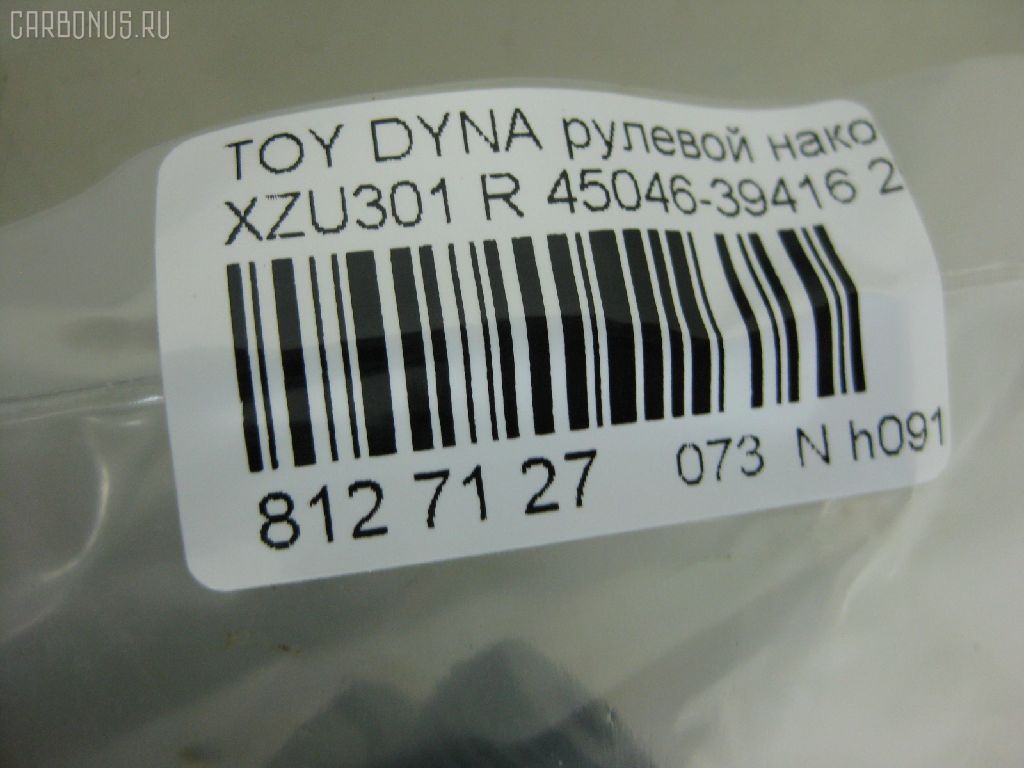 CARBONUS.RU
TOY DYNA рулевой нако
XZU301 R 45046-39416 2
812 71 27 073 N h091